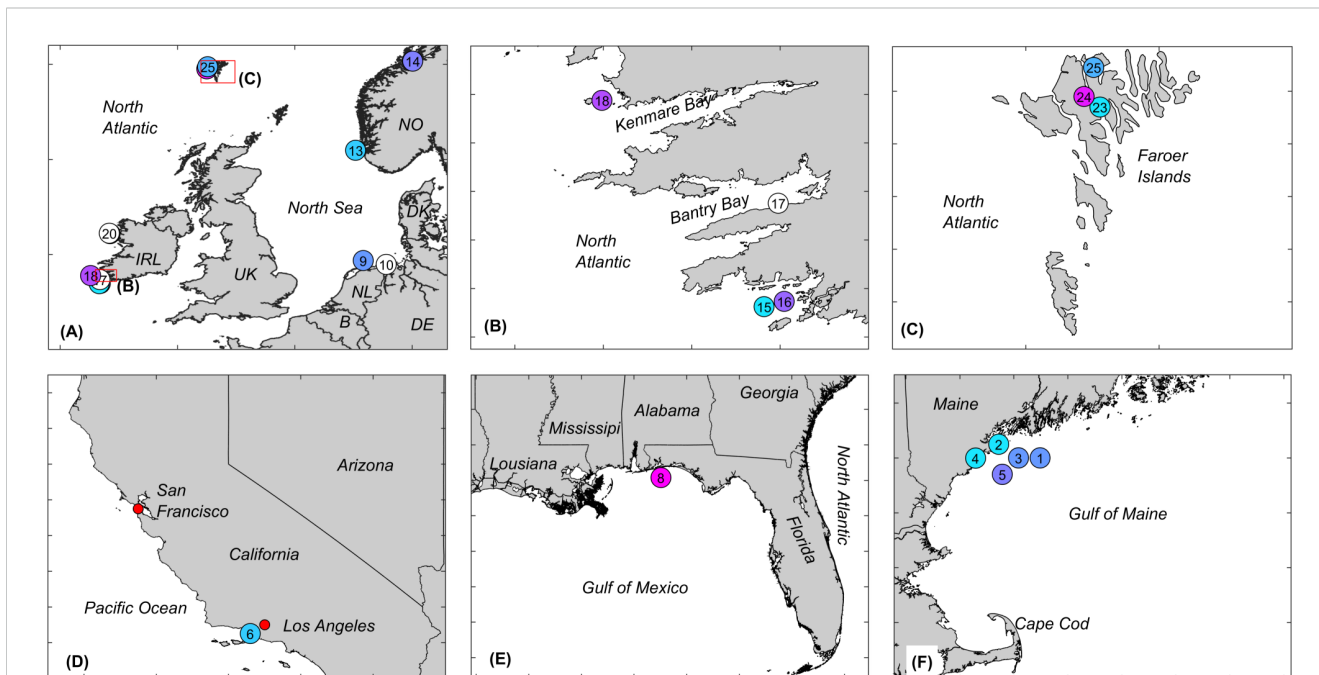 25
(C)
14
North
Atlantic
NO
13
North Sea
DK
20
IRL
UK
9
10
18
7
(B)
NL
B
DE
(A)
18
Kenmare Bay
Bantry Bay
17
North
Atlantic
15
16
(B)
25
24
23
Faroer
Islands
North
Atlantic
(C)
Arizona
San
Francisco
California
Pacific Ocean
6
Los Angeles
(D)
Georgia
Alabama
Mississipi
Lousiana
8
North Atlantic
Florida
Gulf of Mexico
(E)
Maine
2
4
3
1
5
Gulf of Maine
Cape Cod
(F)